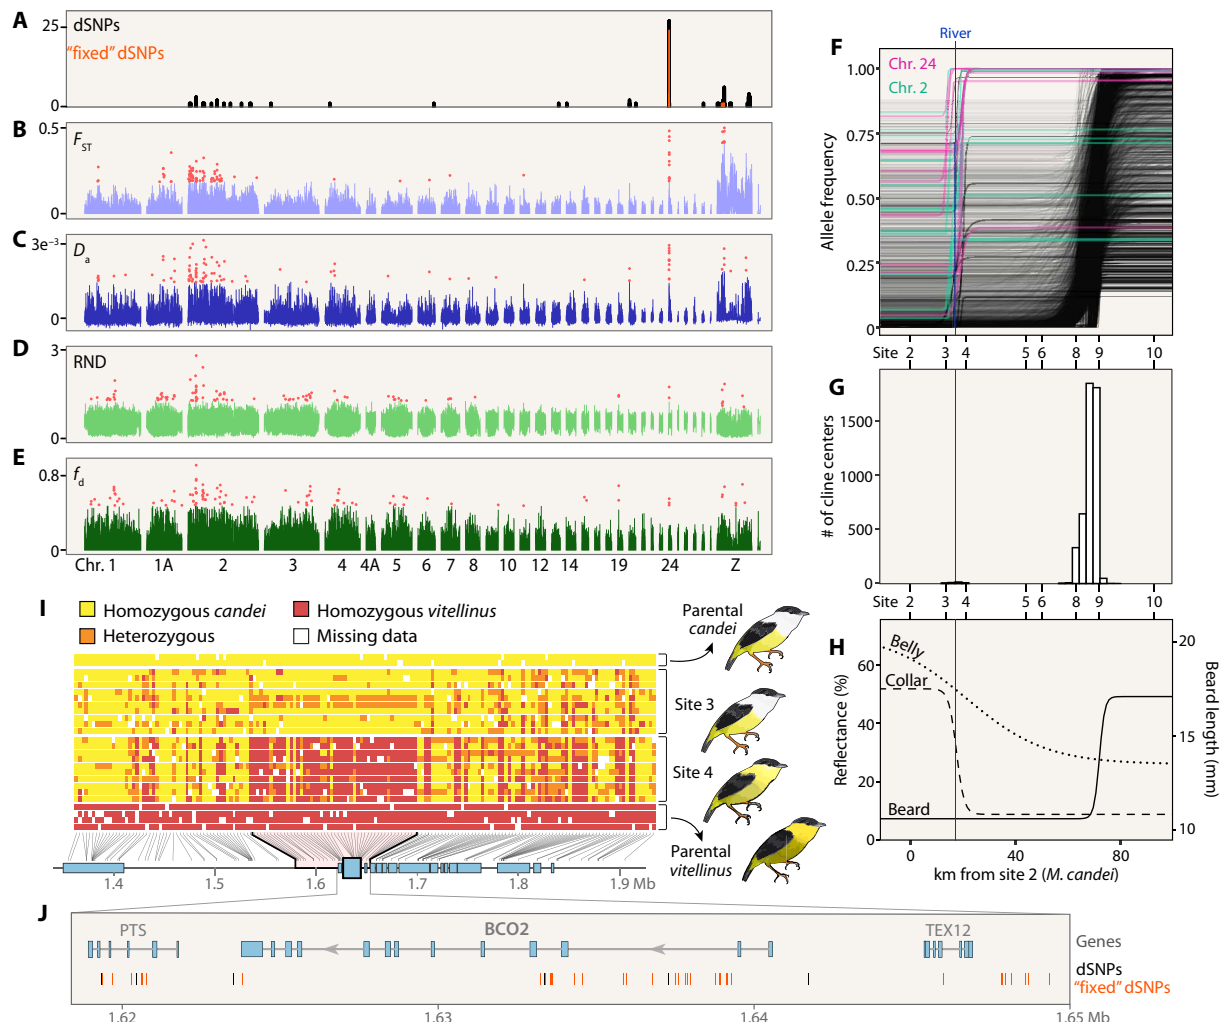 A
25
dSNPs
"fixed" dSNPs
0
B
0.5
FST
0
C
3e−3
Da
0
D
3
RND
0
E
0.8
fd
0
Chr. 1 1A 2 3 4 4A 5 6 7 8 10 12 14 19 24 Z
River
F
Chr. 24
Chr. 2
1.00
0.75
0.50
0.25
0
Allele frequency
Site 2 3 4 5 6 8 9 10
G
1500
1000
500
0
# of cline centers
Site 2 3 4 5 6 8 9 10
H
Belly
Collar
Beard
60
40
20
0
Reflectance (%)
20
15
10
Beard length (mm)
0 40 80
km from site 2 (M. candei)
I
Homozygous candei
Homozygous vitellinus
Heterozygous
Missing data
Parental
candei
Site 3
Site 4
Parental
vitellinus
1.4 1.5 1.6 1.7 1.8 1.9 Mb
J
PTS
BCO2
TEX12
Genes
dSNPs
"fixed" dSNPs
1.62 1.63 1.64 1.65 Mb